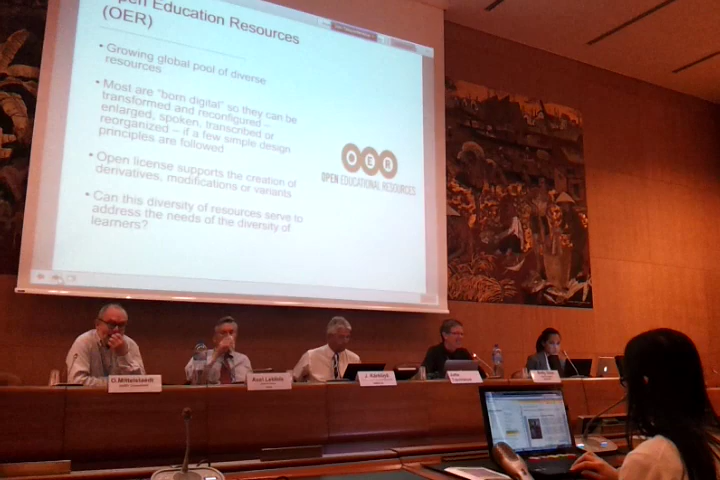 Open Education Resources
(OER)
• Growing global pool of diverse
resources
• Most are "born digital" so they can be
transformed and reconfigured –
enlarged, spoken, transcribed or
reorganized – if a few simple design
principles are followed
• Open license supports the creation of
derivatives, modifications or variants
• Can this diversity of resources serve to
address the needs of the diversity of
learners?
O E R
OPEN EDUCATIONAL RESOURCES
D. Mittelstaedt
Axel Leblois
Jutta